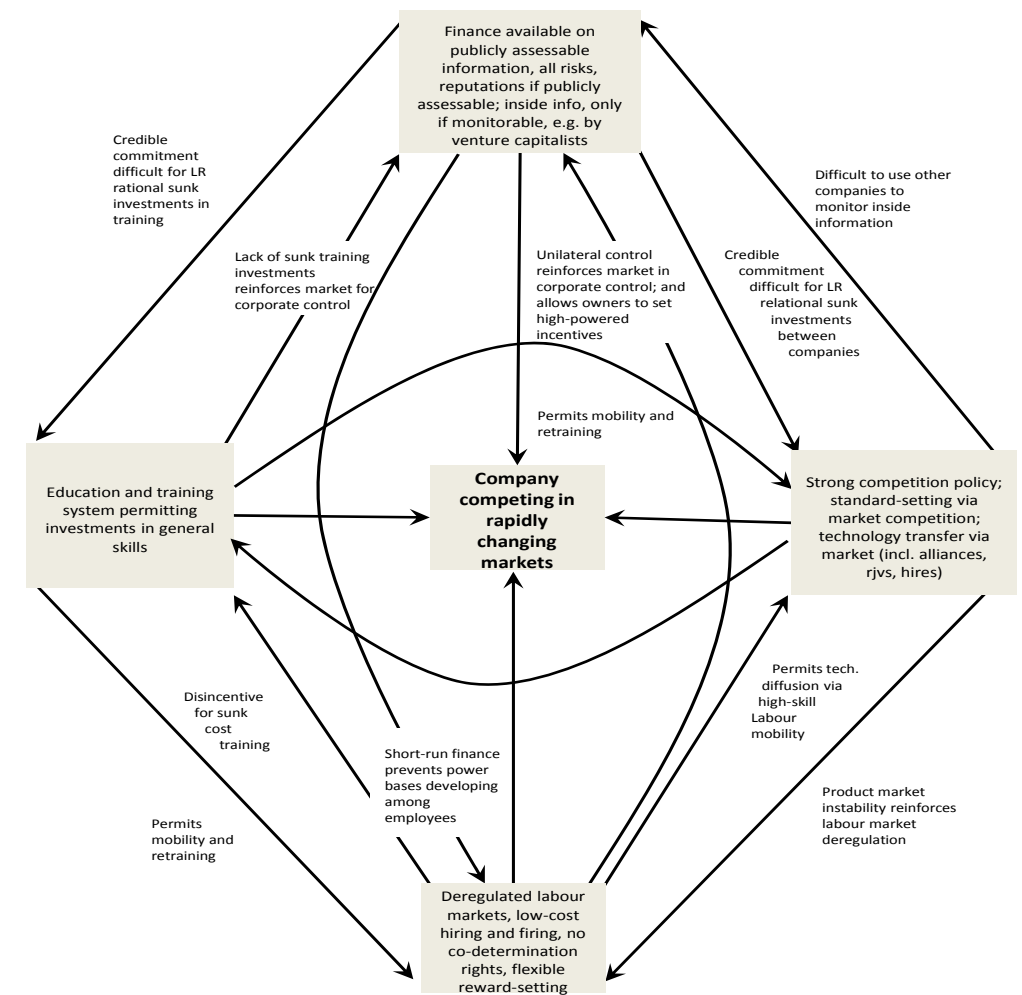 Finance available on
publicly assessable
information, all risks,
reputations if publicly
assessable; inside info, only
if monitorable, e.g. by
venture capitalists
Credible
commitment
difficult for LR
rational sunk
investments in
training
Difficult to use other
companies to
monitor inside
information
Lack of sunk training
investments
reinforces market for
corporate control
Unilateral control
reinforces market in
corporate control; and
allows owners to set
high-powered
incentives
Credible
commitment
difficult for LR
relational sunk
investments
between
companies
Permits mobility and
retraining
Education and training
system permitting
investments in general
skills
Company
competing in
rapidly
changing
markets
Strong competition policy;
standard-setting via
market competition;
technology transfer via
market (incl. alliances,
rjvs, hires)
Disincentive
for sunk
cost
training
Permits tech.
diffusion via
high-skill
Labour
mobility
Short-run finance
prevents power
bases developing
among
employees
Permits
mobility and
retraining
Product market
instability reinforces
labour market
deregulation
Deregulated labour
markets, low-cost
hiring and firing, no
co-determination
rights, flexible
reward-setting